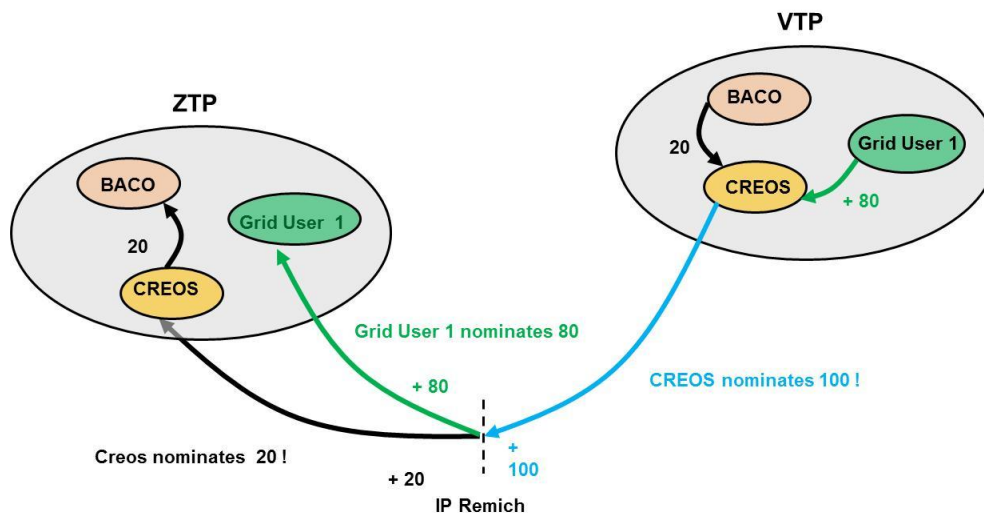 VTP
BACO
20
Grid User 1
CREOS
+ 80
ZTP
BACO
Grid User 1
20
CREOS
Grid User 1 nominates 80
CREOS nominates 100 !
+ 80
Creos nominates 20 !
+ 20
+
100
IP Remich